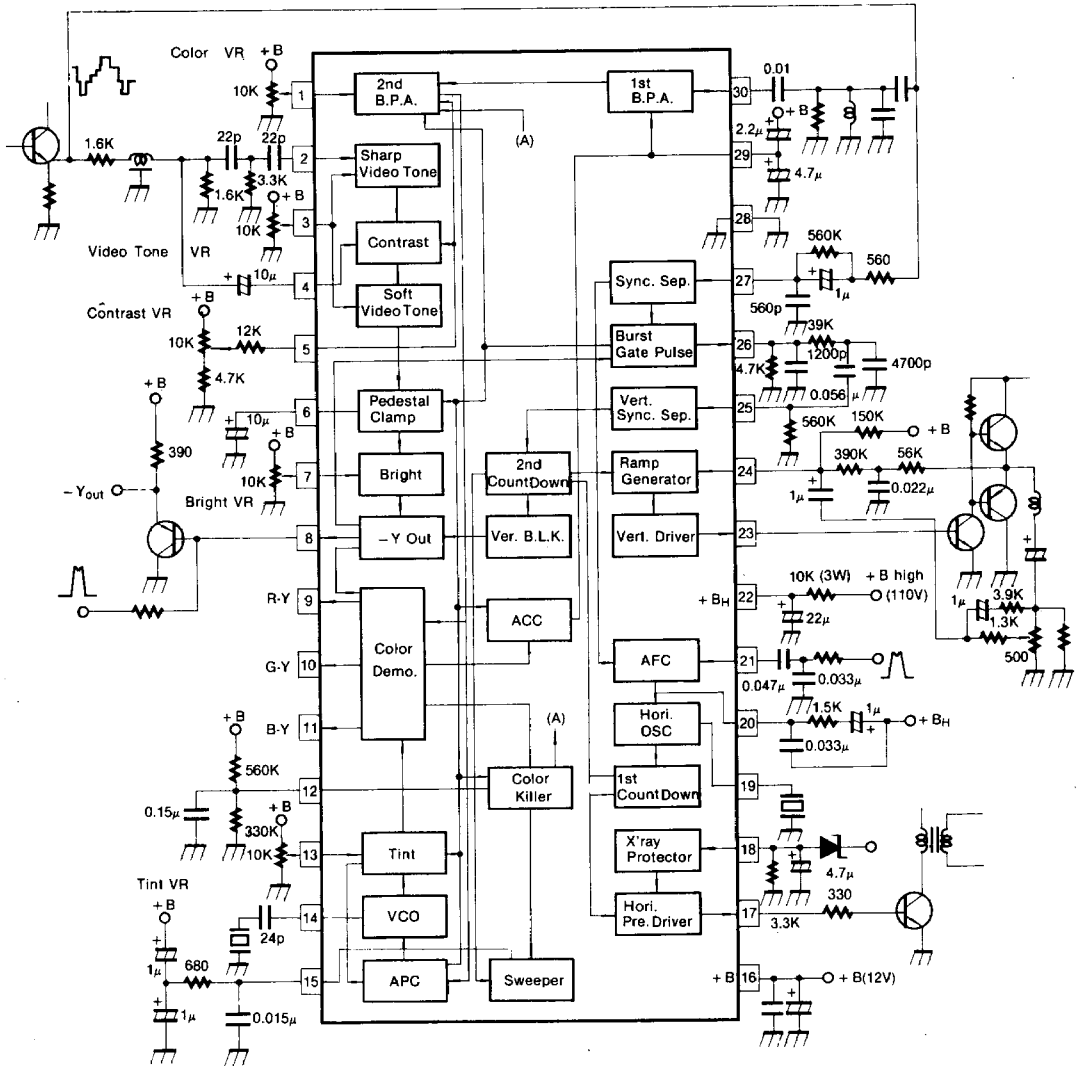 Color VR
+B
10K
1
2nd
B.P.A.
1st
B.P.A.
30
0.01
(A)
+B
2.2μ
29
4.7μ
1.6K
22p
22p
2
Sharp
Video Tone
1.6K
3.3K
+B
10K
3
28
Video Tone VR
Contrast
560K
560
+
10μ
4
Sync. Sep.
27
+
1μ
560p
Soft
Video Tone
Contrast VR
+B
10K
12K
5
4.7K
Burst
Gate Pulse
26
39K
1200p
4.7K
4700p
0.056μ
+B
6
Pedestal
Clamp
Vert.
Sync. Sep.
25
560K
150K
+B
+
10μ
390
+B
10K
7
Bright
2nd
CountDown
Ramp
Generator
24
390K
56K
1μ
0.022μ
−Yout
Bright VR
8
−Y Out
Ver. B.L.K.
Vert. Driver
23
R-Y
9
+BH
22
10K (3W)
+B high
(110V)
+
22μ
1μ
3.9K
1.3K
500
ACC
G-Y
10
Color
Demo.
AFC
21
0.047μ
0.033μ
B-Y
11
(A)
Hori.
OSC
20
1.5K
1μ
+
+BH
0.033μ
+B
560K
12
Color
Killer
1st
CountDown
19
0.15μ
330K
+B
10K
13
Tint
X'ray
Protector
18
4.7μ
Tint VR
+B
14
24p
VCO
Hori.
Pre. Driver
17
3.3K
330
+
1μ
680
15
APC
Sweeper
+B
16
+B(12V)
+
1μ
0.015μ